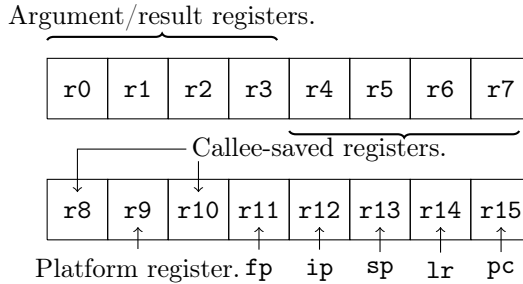 Argument/result registers.
r0 r1 r2 r3 r4 r5 r6 r7
Callee-saved registers.
r8 r9 r10 r11 r12 r13 r14 r15
Platform register. fp ip sp lr pc